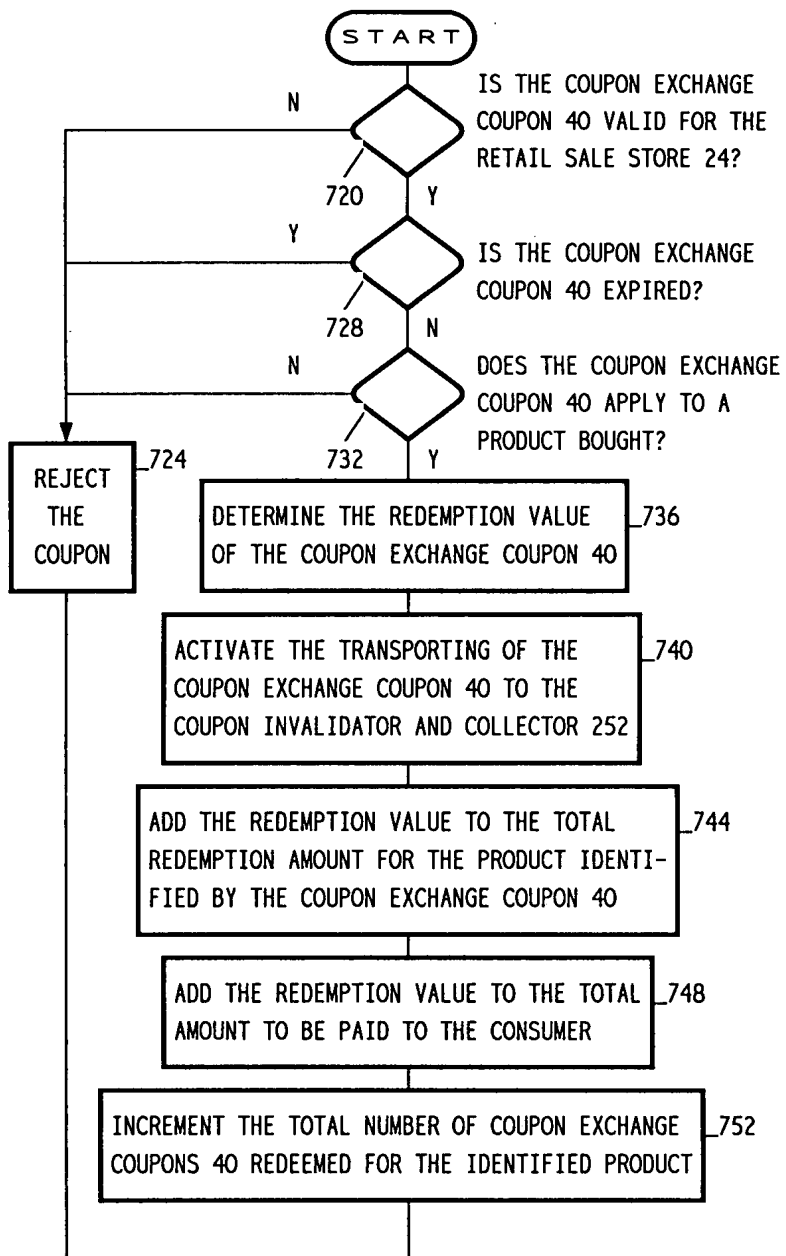 START
IS THE COUPON EXCHANGE
COUPON 40 VALID FOR THE
RETAIL SALE STORE 24?
N
720
Y
Y
IS THE COUPON EXCHANGE
COUPON 40 EXPIRED?
728
N
N
DOES THE COUPON EXCHANGE
COUPON 40 APPLY TO A
PRODUCT BOUGHT?
732
Y
REJECT
THE
COUPON
724
DETERMINE THE REDEMPTION VALUE
OF THE COUPON EXCHANGE COUPON 40
736
ACTIVATE THE TRANSPORTING OF THE
COUPON EXCHANGE COUPON 40 TO THE
COUPON INVALIDATOR AND COLLECTOR 252
740
ADD THE REDEMPTION VALUE TO THE TOTAL
REDEMPTION AMOUNT FOR THE PRODUCT IDENTI-
FIED BY THE COUPON EXCHANGE COUPON 40
744
ADD THE REDEMPTION VALUE TO THE TOTAL
AMOUNT TO BE PAID TO THE CONSUMER
748
INCREMENT THE TOTAL NUMBER OF COUPON EXCHANGE
COUPONS 40 REDEEMED FOR THE IDENTIFIED PRODUCT
752